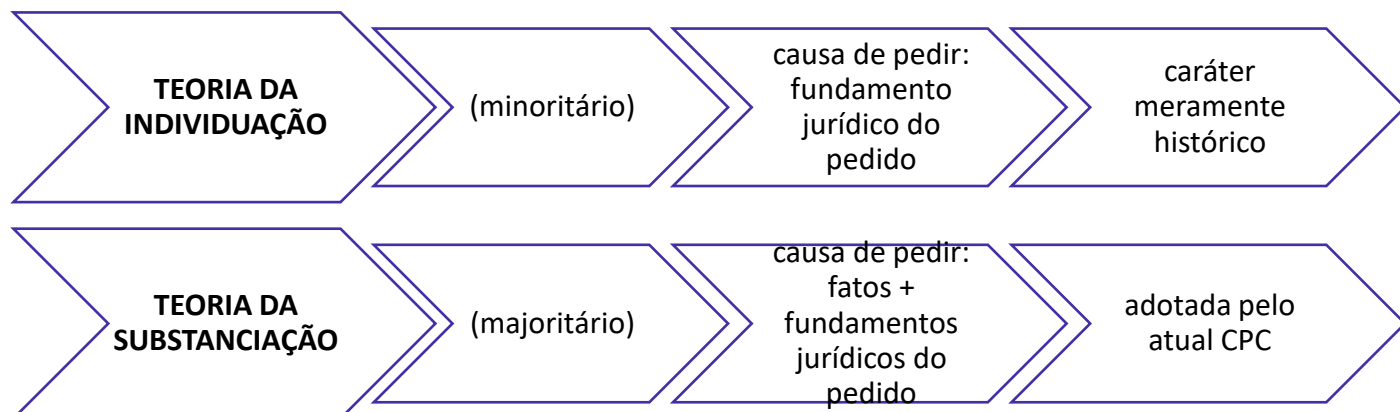 TEORIA DA
INDIVIDUAÇÃO
(minoritário)
causa de pedir:
fundamento
jurídico do
pedido
caráter
meramente
histórico
TEORIA DA
SUBSTANCIAÇÃO
(majoritário)
causa de pedir:
fatos +
fundamentos
jurídicos do
pedido
adotada pelo
atual CPC